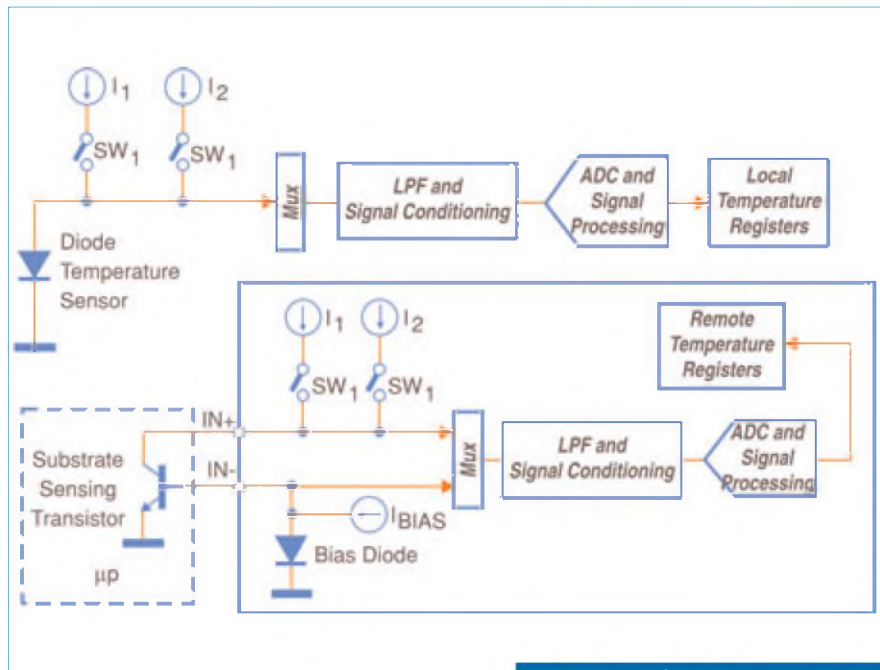 I1
I2
SW1
SW1
Mux
LPF and
Signal Conditioning
ADC and
Signal
Processing
Local
Temperature
Registers
Diode
Temperature
Sensor
I1
I2
SW1
SW1
Remote
Temperature
Registers
IN+
IN-
Substrate
Sensing
Transistor
µp
Mux
LPF and
Signal Conditioning
ADC and
Signal
Processing
IBIAS
Bias Diode